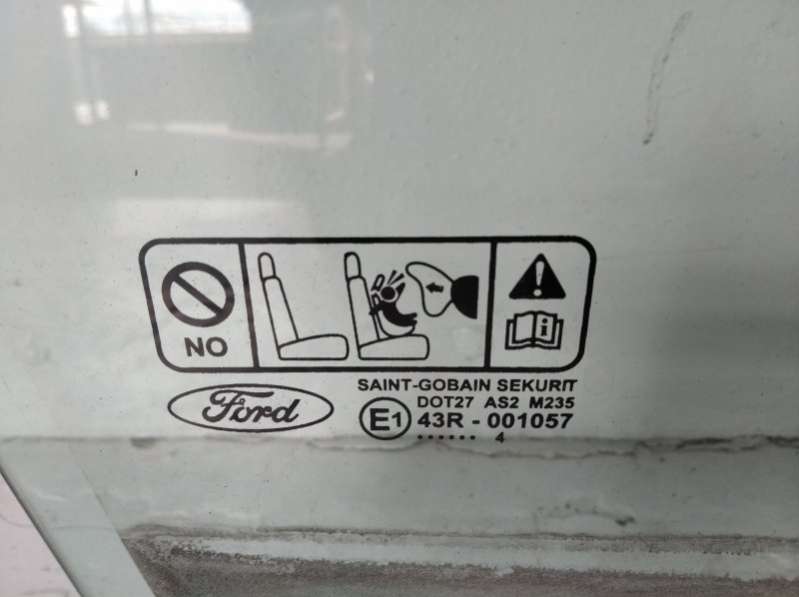 NO
Ford
SAINT-GOBAIN SEKURIT
DOT27 AS2 M235
E1 43R - 001057
...... 4
i